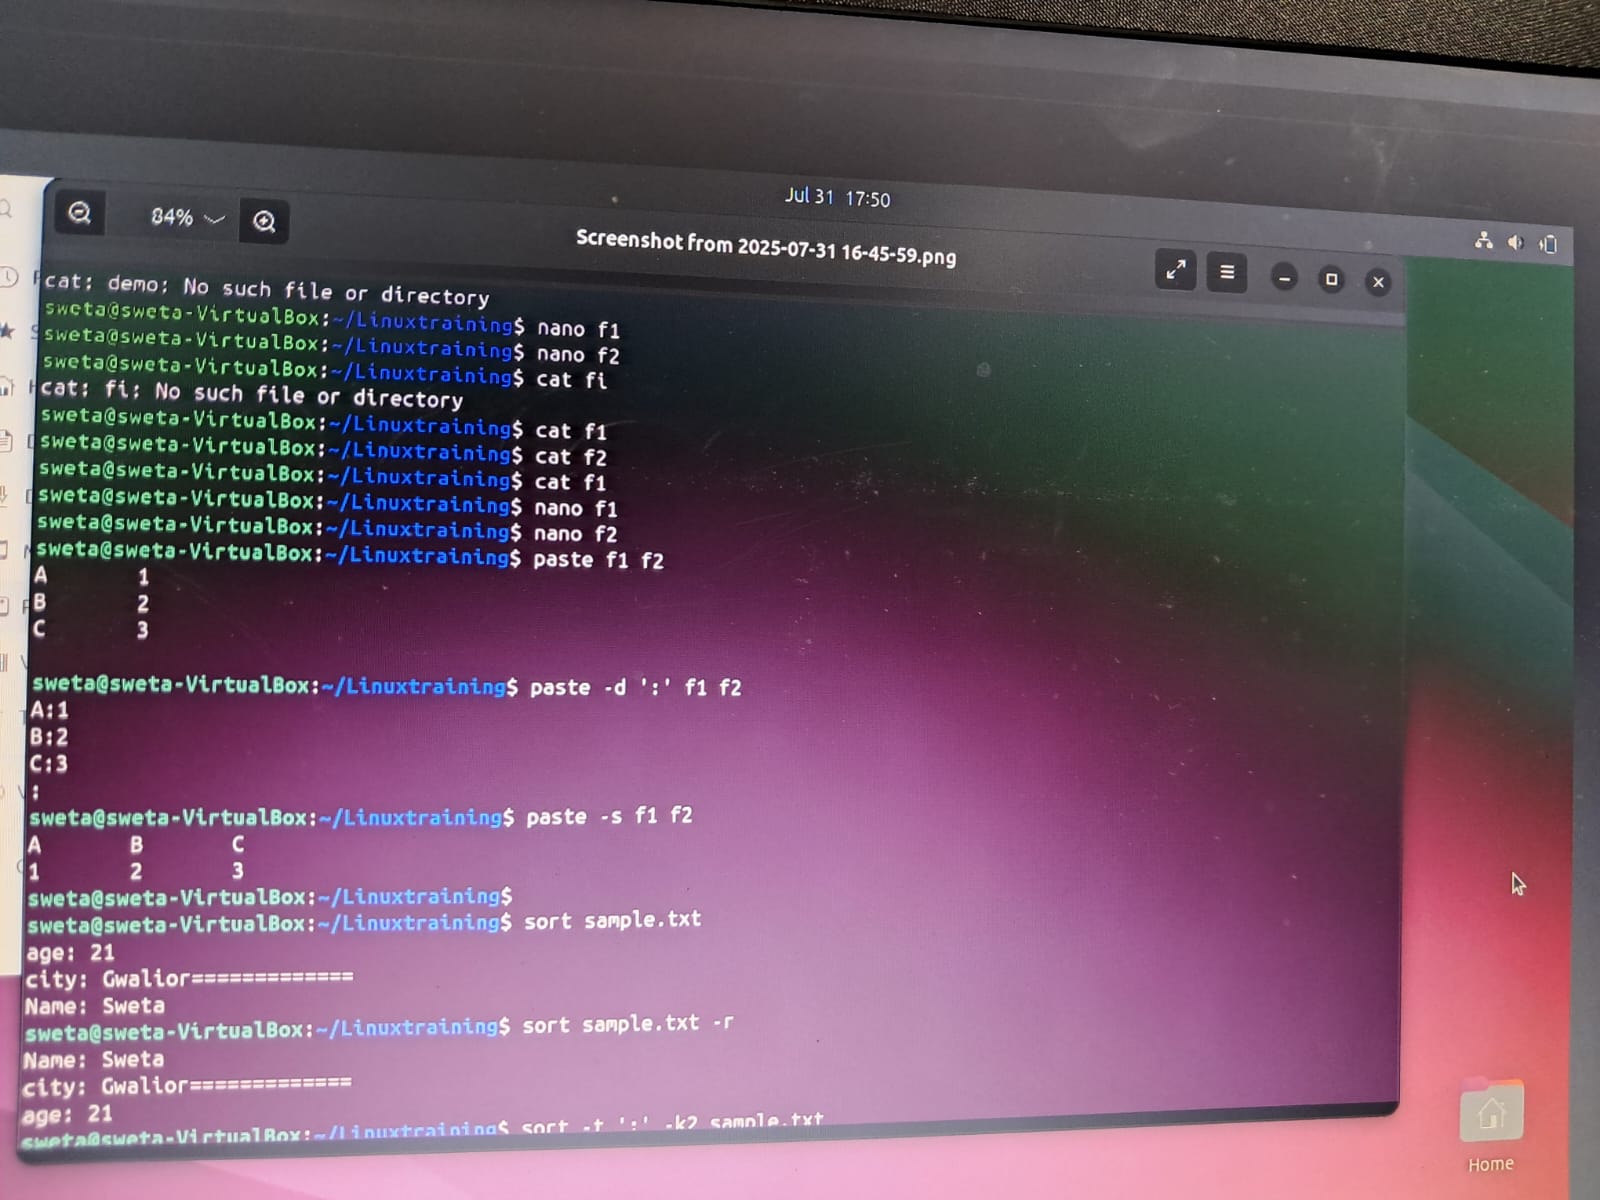 Jul 31 17:50
84%
Screenshot from 2025-07-31 16-45-59.png
cat: demo: No such file or directory
sweta@sweta-VirtualBox:~/Linuxtraining$ nano f1
sweta@sweta-VirtualBox:~/Linuxtraining$ nano f2
sweta@sweta-VirtualBox:~/Linuxtraining$ cat fi
cat: fi: No such file or directory
sweta@sweta-VirtualBox:~/Linuxtraining$ cat f1
sweta@sweta-VirtualBox:~/Linuxtraining$ cat f2
sweta@sweta-VirtualBox:~/Linuxtraining$ cat f1
sweta@sweta-VirtualBox:~/Linuxtraining$ nano f1
sweta@sweta-VirtualBox:~/Linuxtraining$ nano f2
sweta@sweta-VirtualBox:~/Linuxtraining$ paste f1 f2
A 1
B 2
C 3
sweta@sweta-VirtualBox:~/Linuxtraining$ paste -d ':' f1 f2
A:1
B:2
C:3
:
sweta@sweta-VirtualBox:~/Linuxtraining$ paste -s f1 f2
A B C
1 2 3
sweta@sweta-VirtualBox:~/Linuxtraining$
sweta@sweta-VirtualBox:~/Linuxtraining$ sort sample.txt
age: 21
city: Gwalior=============
Name: Sweta
sweta@sweta-VirtualBox:~/Linuxtraining$ sort sample.txt -r
Name: Sweta
city: Gwalior=============
age: 21
sweta@sweta-VirtualBox:~/Linuxtraining$ sort -t ':' -k2 sample.txt
Home